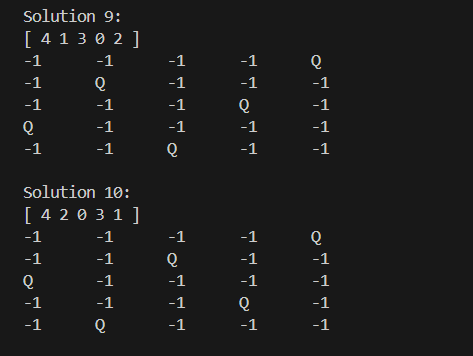 Solution 9:
[ 4 1 3 0 2 ]
-1 -1 -1 -1 Q
-1 Q -1 -1 -1
-1 -1 -1 Q -1
Q -1 -1 -1 -1
-1 -1 Q -1 -1
Solution 10:
[ 4 2 0 3 1 ]
-1 -1 -1 -1 Q
-1 -1 Q -1 -1
Q -1 -1 -1 -1
-1 -1 -1 Q -1
-1 Q -1 -1 -1